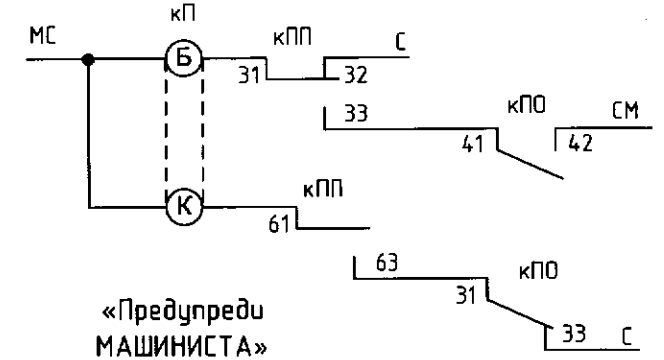 кП
МС
Б
кПП
С
31
32
33
кПО
СМ
41
42
К
кПП
61
63
кПО
31
33
С
«Предупреди
МАШИНИСТА»